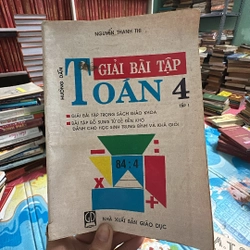 NGUYỄN THANH TRÍ
HƯỚNG DẪN
GIẢI BÀI TẬP
TOÁN 4
TẬP 1
GIẢI BÀI TẬP TRONG SÁCH GIÁO KHOA
BÀI TẬP BỔ SUNG TỪ DỄ ĐẾN KHÓ
DÀNH CHO HỌC SINH TRUNG BÌNH VÀ KHÁ GIỎI
84:4
NHÀ XUẤT BẢN GIÁO DỤC